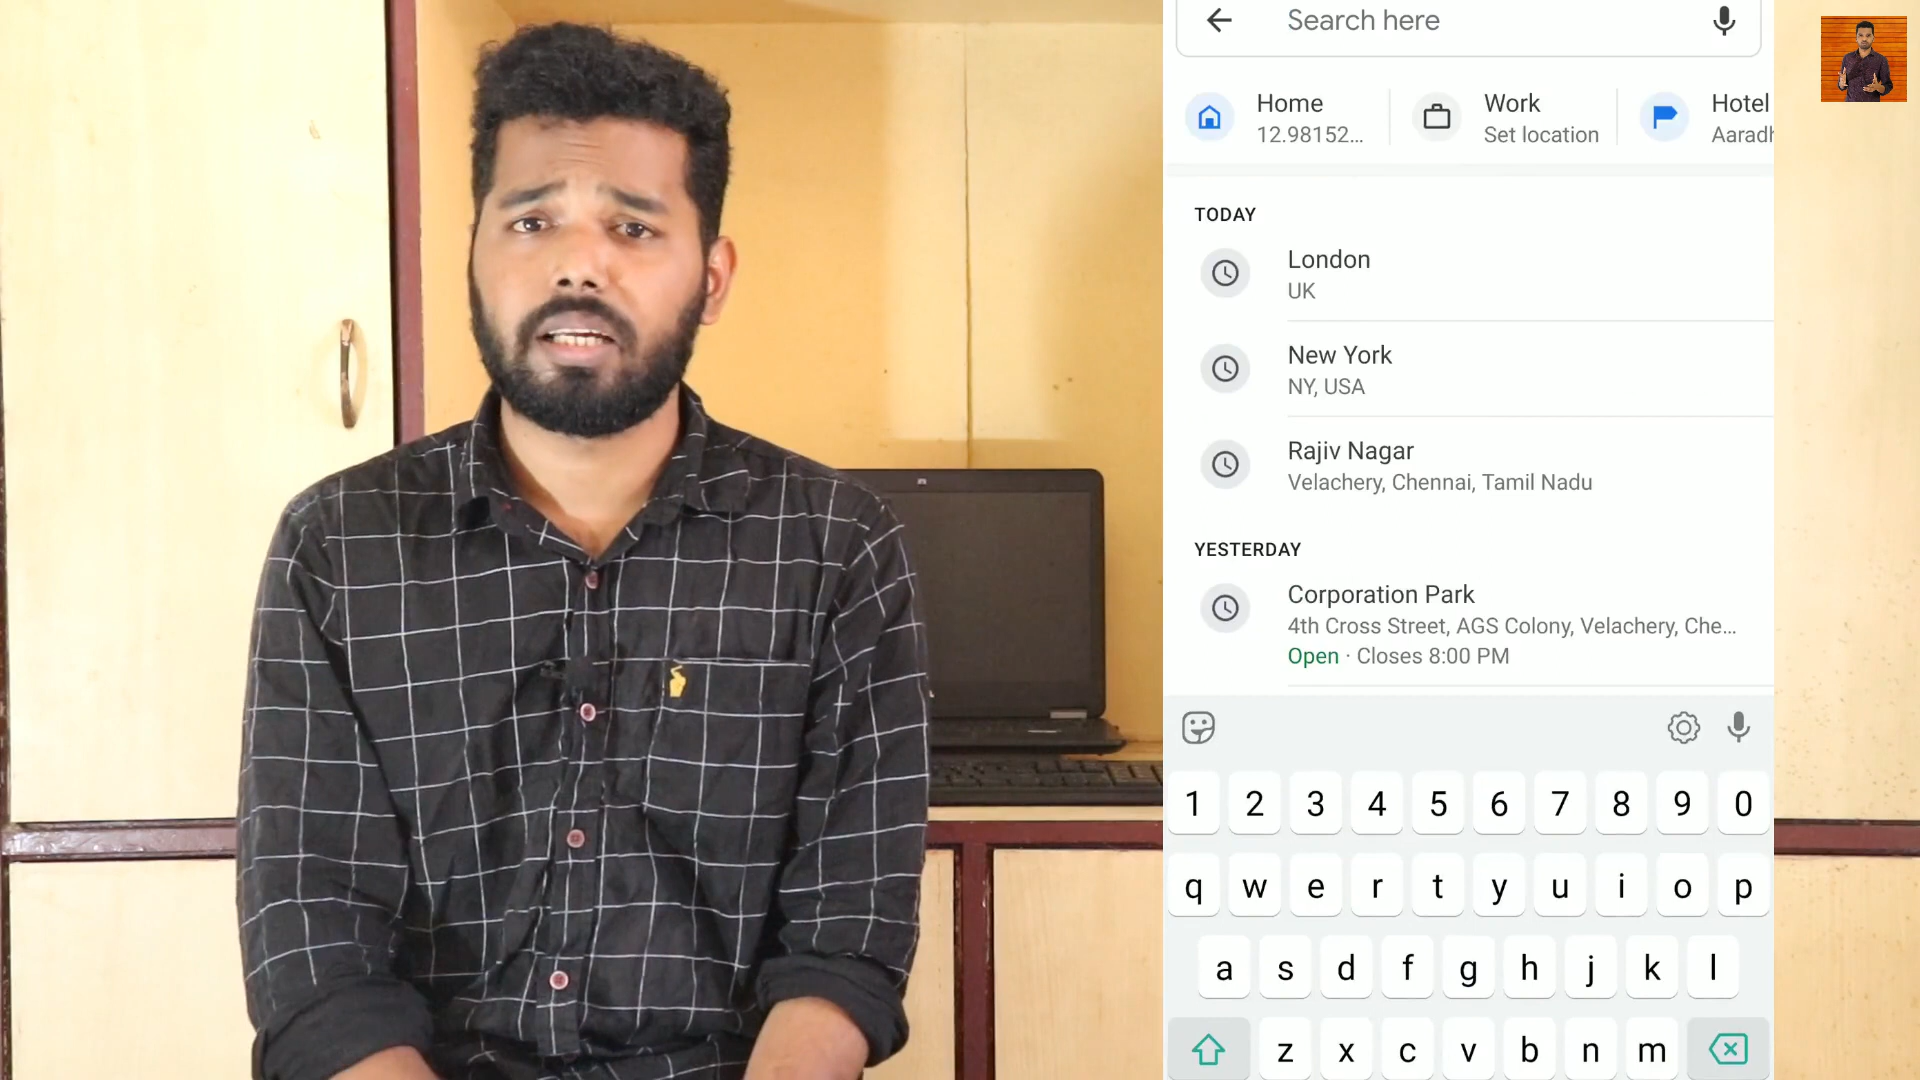 Search here
Home
12.98152...
Work
Set location
Hotel
Aaradh
TODAY
London
UK
New York
NY, USA
Rajiv Nagar
Velachery, Chennai, Tamil Nadu
YESTERDAY
Corporation Park
4th Cross Street, AGS Colony, Velachery, Che...
Open · Closes 8:00 PM
1 2 3 4 5 6 7 8 9 0
q w e r t y u i o p
a s d f g h j k l
z x c v b n m